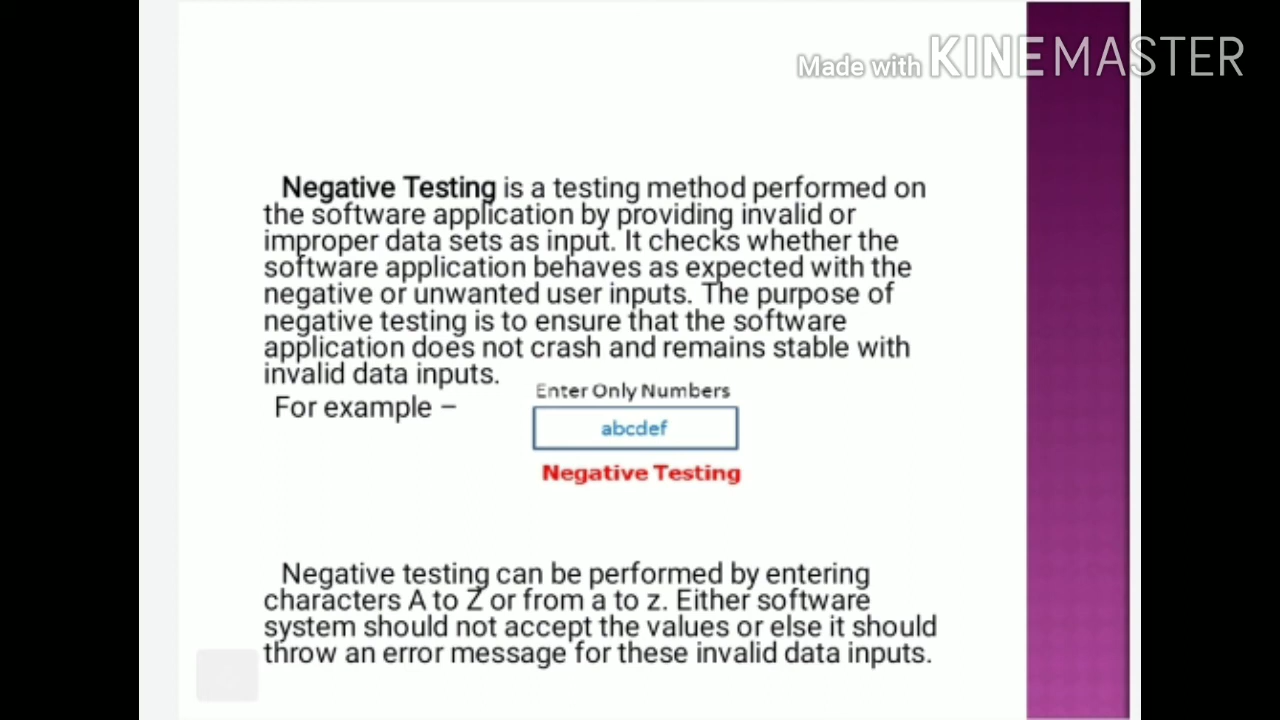 Made with KINEMASTER
Negative Testing is a testing method performed on
the software application by providing invalid or
improper data sets as input. It checks whether the
software application behaves as expected with the
negative or unwanted user inputs. The purpose of
negative testing is to ensure that the software
application does not crash and remains stable with
invalid data inputs.
For example –
Enter Only Numbers
abcdef
Negative Testing
Negative testing can be performed by entering
characters A to Z or from a to z. Either software
system should not accept the values or else it should
throw an error message for these invalid data inputs.